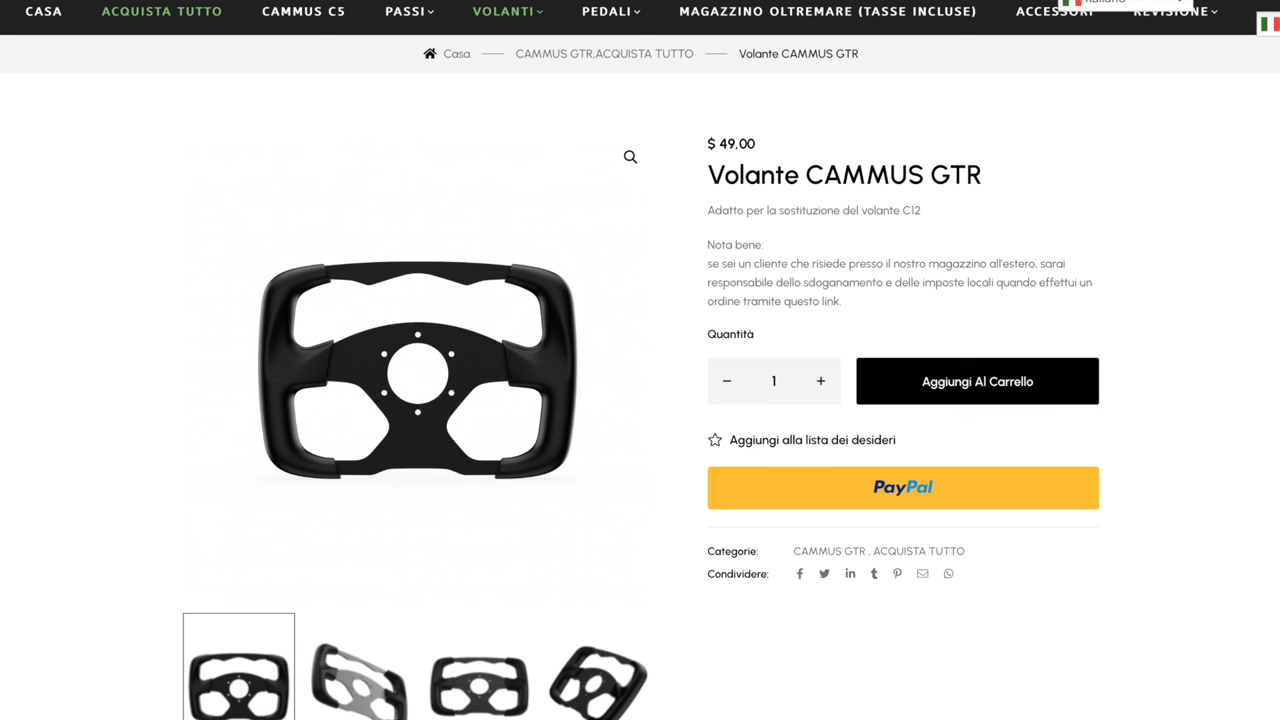 CASA ACQUISTA TUTTO CAMMUS C5 PASSI VOLANTI PEDALI MAGAZZINO OLTREMARE (TASSE INCLUSE) ACCESSORI REVISIONE
Italiano
Casa CAMMUS GTR,ACQUISTA TUTTO Volante CAMMUS GTR
$ 49,00
Volante CAMMUS GTR
Adatto per la sostituzione del volante C12
Nota bene:
se sei un cliente che risiede presso il nostro magazzino all'estero, sarai
responsabile dello sdoganamento e delle imposte locali quando effettui un
ordine tramite questo link.
Quantità
− 1 + Aggiungi Al Carrello
Aggiungi alla lista dei desideri
PayPal
Categorie: CAMMUS GTR , ACQUISTA TUTTO
Condividere: